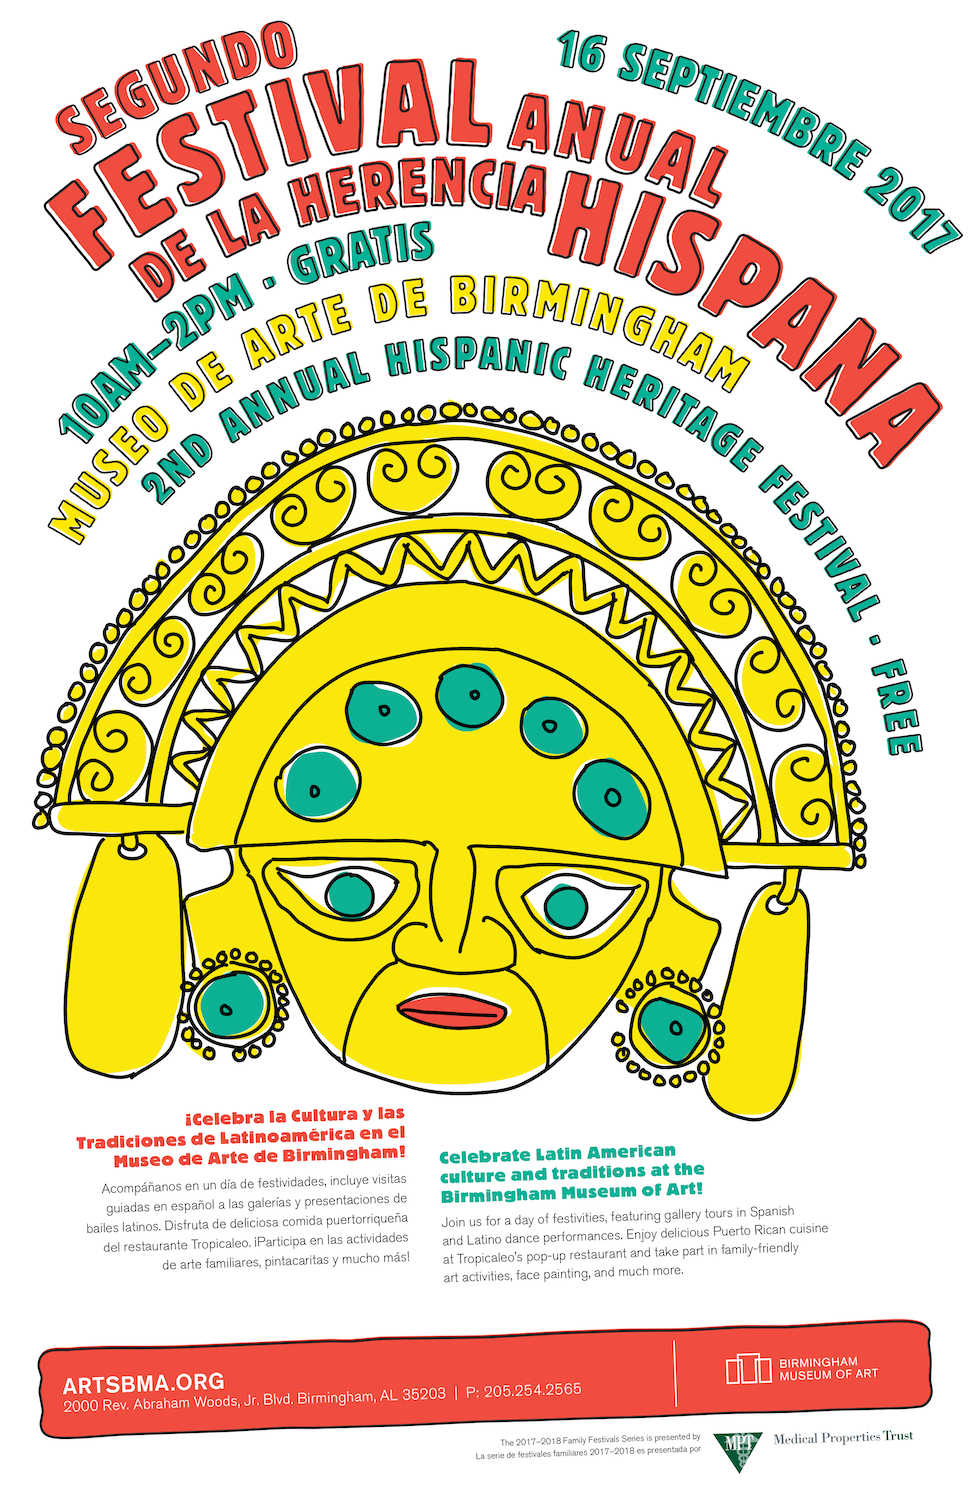 SEGUNDO
FESTIVAL ANUAL
DE LA HERENCIA HISPANA
16 SEPTIEMBRE 2017
10AM–2PM · GRATIS
MUSEO DE ARTE DE BIRMINGHAM
2ND ANNUAL HISPANIC HERITAGE FESTIVAL · FREE
¡Celebra la Cultura y las
Tradiciones de Latinoamérica en el
Museo de Arte de Birmingham!
Acompáñanos en un día de festividades, incluye visitas
guiadas en español a las galerías y presentaciones de
bailes latinos. Disfruta de deliciosa comida puertorriqueña
del restaurante Tropicaleo. ¡Participa en las actividades
de arte familiares, pintacaritas y mucho más!
Celebrate Latin American
culture and traditions at the
Birmingham Museum of Art!
Join us for a day of festivities, featuring gallery tours in Spanish
and Latino dance performances. Enjoy delicious Puerto Rican cuisine
at Tropicaleo's pop-up restaurant and take part in family-friendly
art activities, face painting, and much more.
ARTSBMA.ORG
2000 Rev. Abraham Woods, Jr. Blvd. Birmingham, AL 35203 | P: 205.254.2565
BIRMINGHAM
MUSEUM OF ART
The 2017–2018 Family Festivals Series is presented by
La serie de festivales familiares 2017–2018 es presentada por
MPT
Medical Properties Trust